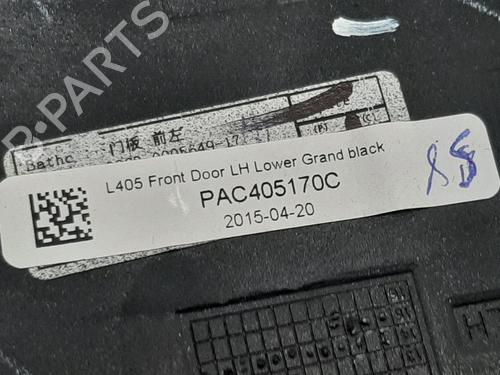 B-PARTS
门板 前左
Bathc
L405 Front Door LH Lower Grand black
PAC405170C
2015-04-20